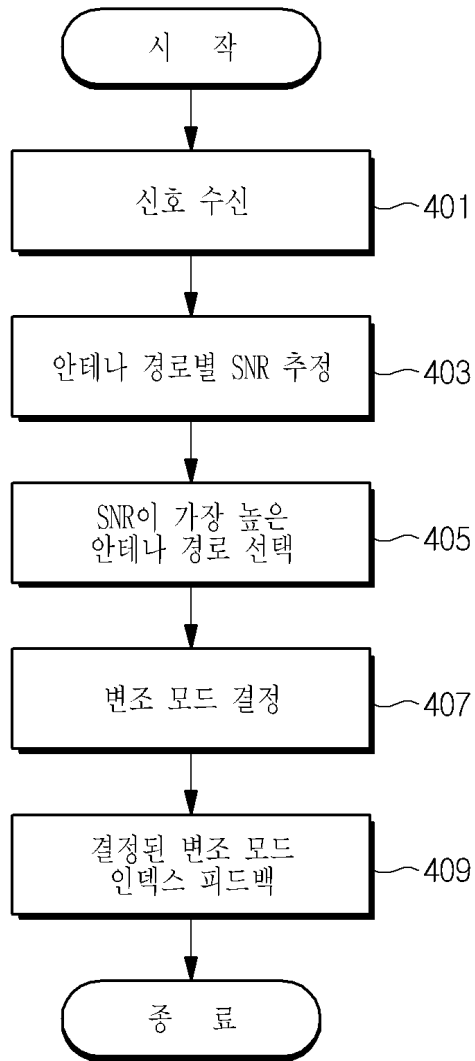 시 작
신호 수신
401
안테나 경로별 SNR 추정
403
SNR이 가장 높은
안테나 경로 선택
405
변조 모드 결정
407
결정된 변조 모드
인덱스 피드백
409
종 료